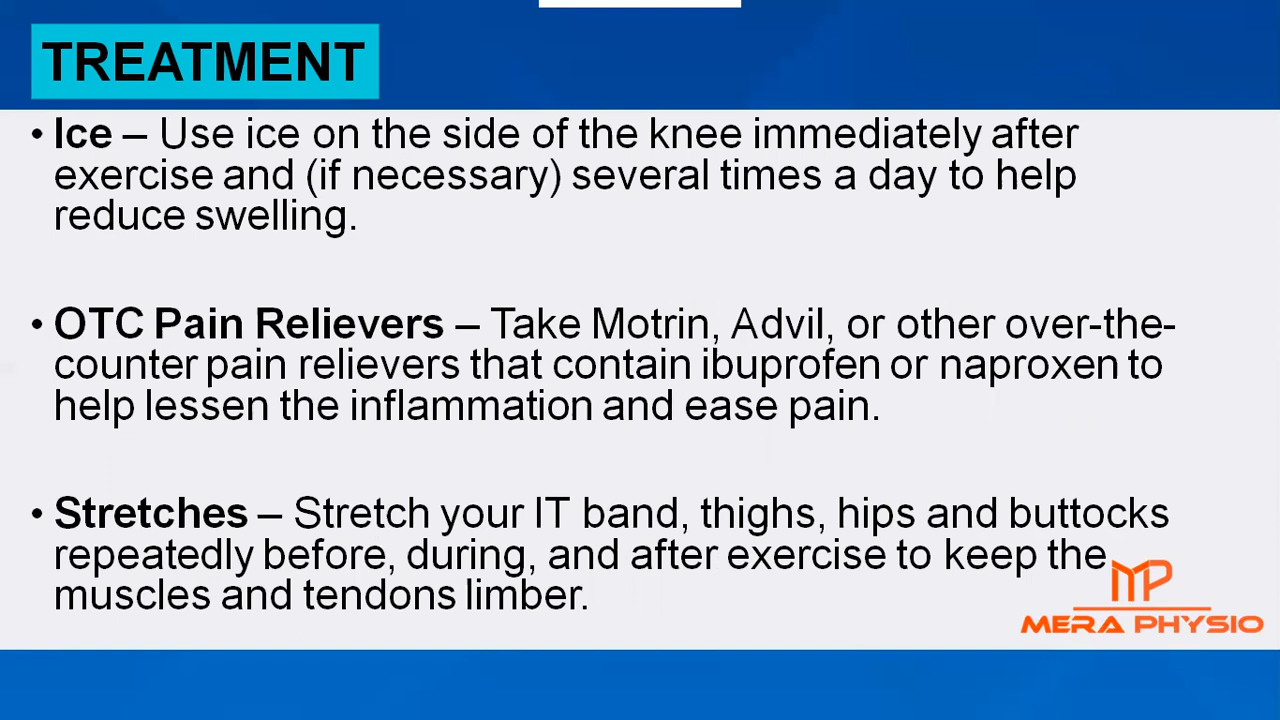 TREATMENT
• Ice – Use ice on the side of the knee immediately after
exercise and (if necessary) several times a day to help
reduce swelling.
• OTC Pain Relievers – Take Motrin, Advil, or other over-the-
counter pain relievers that contain ibuprofen or naproxen to
help lessen the inflammation and ease pain.
• Stretches – Stretch your IT band, thighs, hips and buttocks
repeatedly before, during, and after exercise to keep the
muscles and tendons limber.
MP
MERA PHYSIO